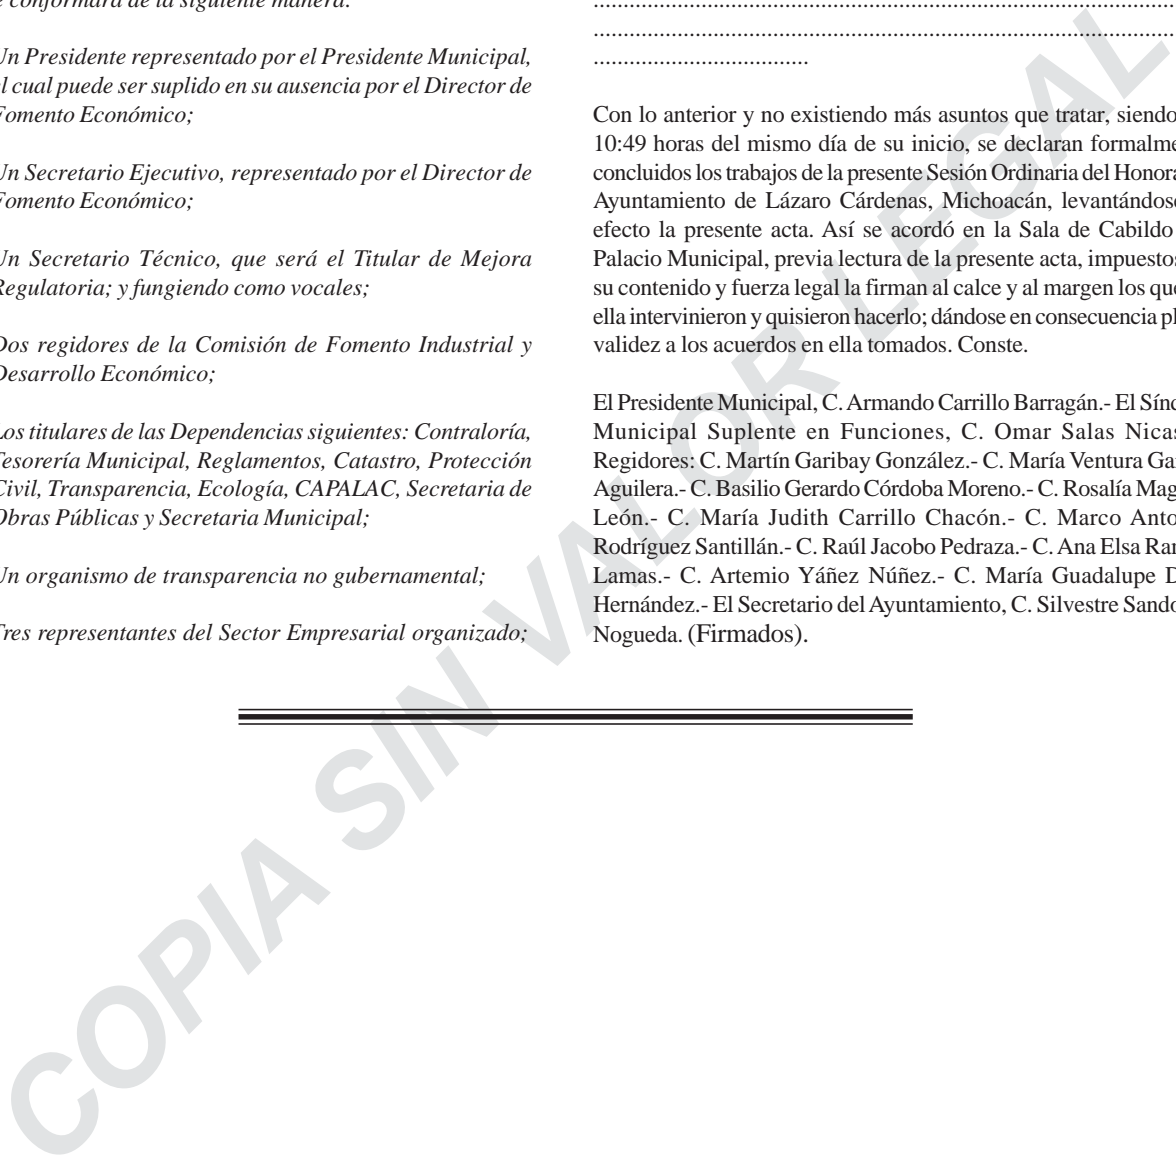 e conformará de la siguiente manera:
Un Presidente representado por el Presidente Municipal,
el cual puede ser suplido en su ausencia por el Director de
Fomento Económico;
Un Secretario Ejecutivo, representado por el Director de
Fomento Económico;
Un Secretario Técnico, que será el Titular de Mejora
Regulatoria; y fungiendo como vocales;
Dos regidores de la Comisión de Fomento Industrial y
Desarrollo Económico;
Los titulares de las Dependencias siguientes: Contraloría,
Tesorería Municipal, Reglamentos, Catastro, Protección
Civil, Transparencia, Ecología, CAPALAC, Secretaria de
Obras Públicas y Secretaria Municipal;
Un organismo de transparencia no gubernamental;
Tres representantes del Sector Empresarial organizado;
Con lo anterior y no existiendo más asuntos que tratar, siendo
10:49 horas del mismo día de su inicio, se declaran formalme
concluidos los trabajos de la presente Sesión Ordinaria del Honora
Ayuntamiento de Lázaro Cárdenas, Michoacán, levantándose
efecto la presente acta. Así se acordó en la Sala de Cabildo
Palacio Municipal, previa lectura de la presente acta, impuestos
su contenido y fuerza legal la firman al calce y al margen los que
ella intervinieron y quisieron hacerlo; dándose en consecuencia pl
validez a los acuerdos en ella tomados. Conste.
El Presidente Municipal, C. Armando Carrillo Barragán.- El Sínd
Municipal Suplente en Funciones, C. Omar Salas Nicas
Regidores: C. Martín Garibay González.- C. María Ventura Ga
Aguilera.- C. Basilio Gerardo Córdoba Moreno.- C. Rosalía Mag
León.- C. María Judith Carrillo Chacón.- C. Marco Anto
Rodríguez Santillán.- C. Raúl Jacobo Pedraza.- C. Ana Elsa Ran
Lamas.- C. Artemio Yáñez Núñez.- C. María Guadalupe D
Hernández.- El Secretario del Ayuntamiento, C. Silvestre Sando
Nogueda. (Firmados).
COPIA SIN VALOR LEGAL